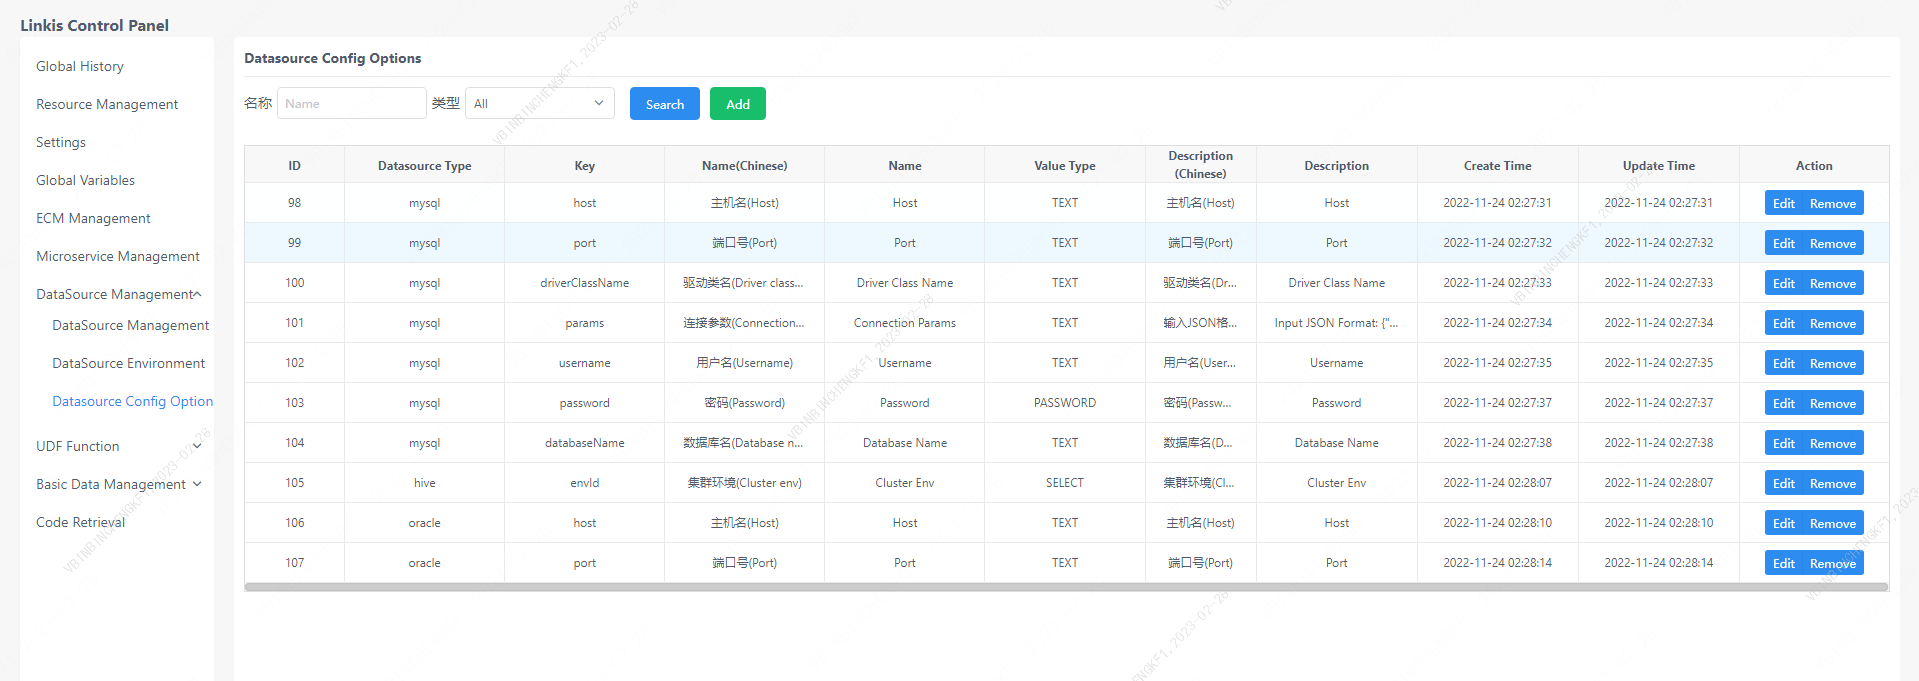 Linkis Control Panel
Global History
Resource Management
Settings
Global Variables
ECM Management
Microservice Management
DataSource Management
DataSource Management
DataSource Environment
Datasource Config Option
UDF Function
Basic Data Management
Code Retrieval
Datasource Config Options
名称 Name 类型 All Search Add
ID Datasource Type Key Name(Chinese) Name Value Type Description (Chinese) Description Create Time Update Time Action
98 mysql host 主机名(Host) Host TEXT 主机名(Host) Host 2022-11-24 02:27:31 2022-11-24 02:27:31 Edit Remove
99 mysql port 端口号(Port) Port TEXT 端口号(Port) Port 2022-11-24 02:27:32 2022-11-24 02:27:32 Edit Remove
100 mysql driverClassName 驱动类名(Driver class... Driver Class Name TEXT 驱动类名(Dr... Driver Class Name 2022-11-24 02:27:33 2022-11-24 02:27:33 Edit Remove
101 mysql params 连接参数(Connection... Connection Params TEXT 输入JSON格... Input JSON Format: {"... 2022-11-24 02:27:34 2022-11-24 02:27:34 Edit Remove
102 mysql username 用户名(Username) Username TEXT 用户名(User... Username 2022-11-24 02:27:35 2022-11-24 02:27:35 Edit Remove
103 mysql password 密码(Password) Password PASSWORD 密码(Passw... Password 2022-11-24 02:27:37 2022-11-24 02:27:37 Edit Remove
104 mysql databaseName 数据库名(Database n... Database Name TEXT 数据库名(D... Database Name 2022-11-24 02:27:38 2022-11-24 02:27:38 Edit Remove
105 hive envId 集群环境(Cluster env) Cluster Env SELECT 集群环境(Cl... Cluster Env 2022-11-24 02:28:07 2022-11-24 02:28:07 Edit Remove
106 oracle host 主机名(Host) Host TEXT 主机名(Host) Host 2022-11-24 02:28:10 2022-11-24 02:28:10 Edit Remove
107 oracle port 端口号(Port) Port TEXT 端口号(Port) Port 2022-11-24 02:28:14 2022-11-24 02:28:14 Edit Remove